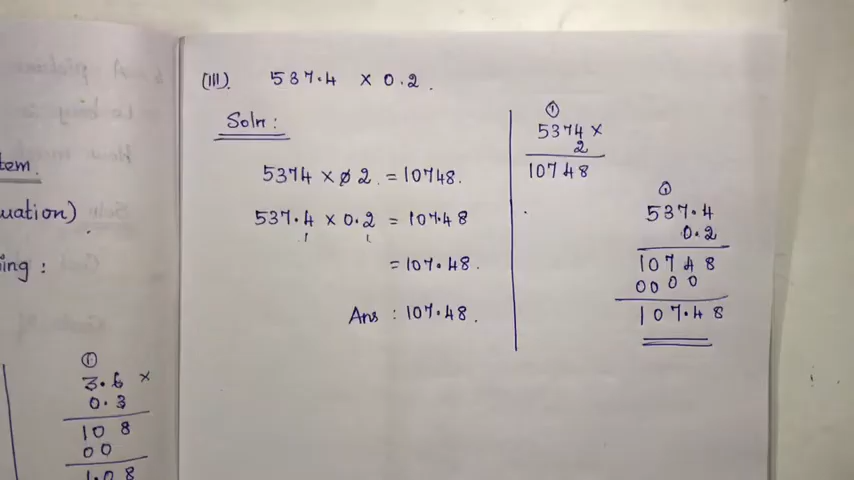 tem.
uation)
ing :
①
3.6 ×
0.3
108
00
1.08
(III). 537.4 × 0.2.
Soln :
5374 × 02 = 10748.
537.4 × 0.2 = 107.48
= 107.48.
Ans : 107.48.
①
5374 ×
2
10748
①
537.4
0.2
10748
0000
107.48